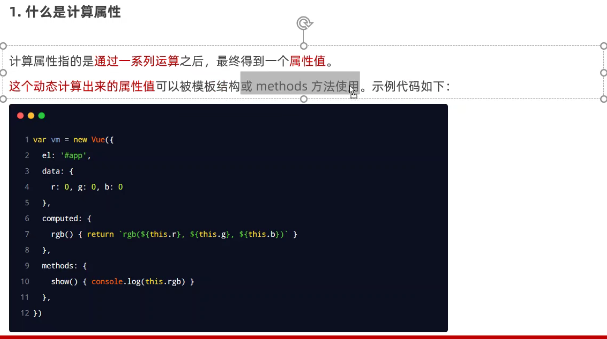 1. 什么是计算属性
计算属性指的是通过一系列运算之后，最终得到一个属性值。
这个动态计算出来的属性值可以被模板结构或 methods 方法使用。示例代码如下：
1 var vm = new Vue({
2 el: '#app',
3 data: {
4 r: 0, g: 0, b: 0
5 },
6 computed: {
7 rgb() { return `rgb(${this.r}, ${this.g}, ${this.b})` }
8 },
9 methods: {
10 show() { console.log(this.rgb) }
11 },
12 })